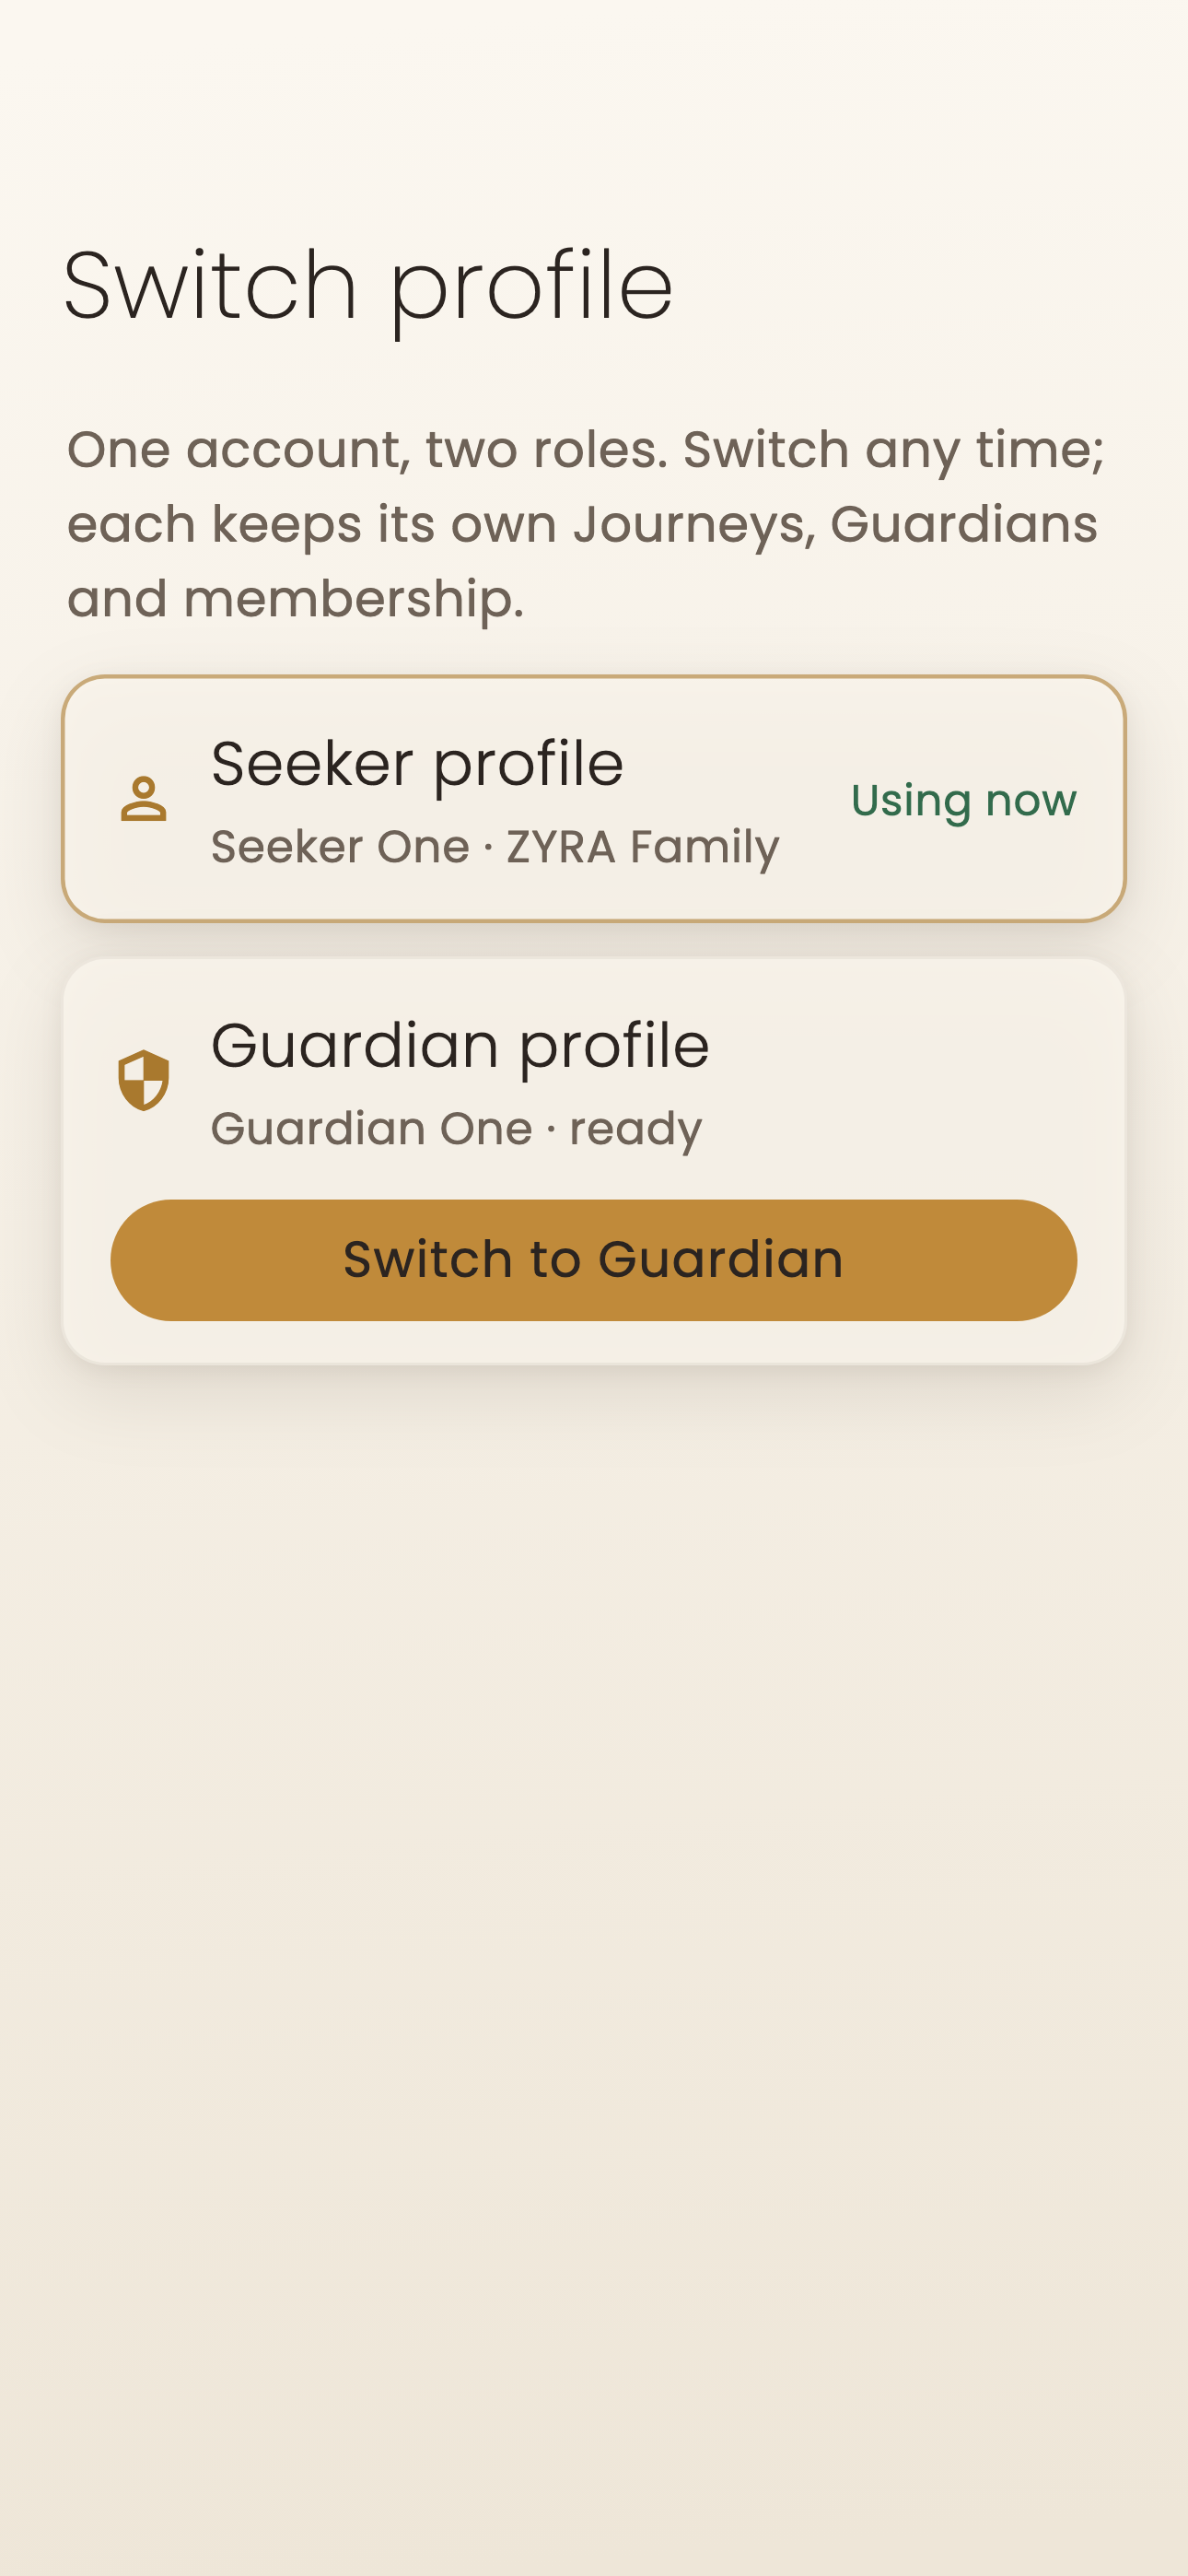 Switch profile
One account, two roles. Switch any time;
each keeps its own Journeys, Guardians
and membership.
Seeker profile
Seeker One · ZYRA Family
Using now
Guardian profile
Guardian One · ready
Switch to Guardian